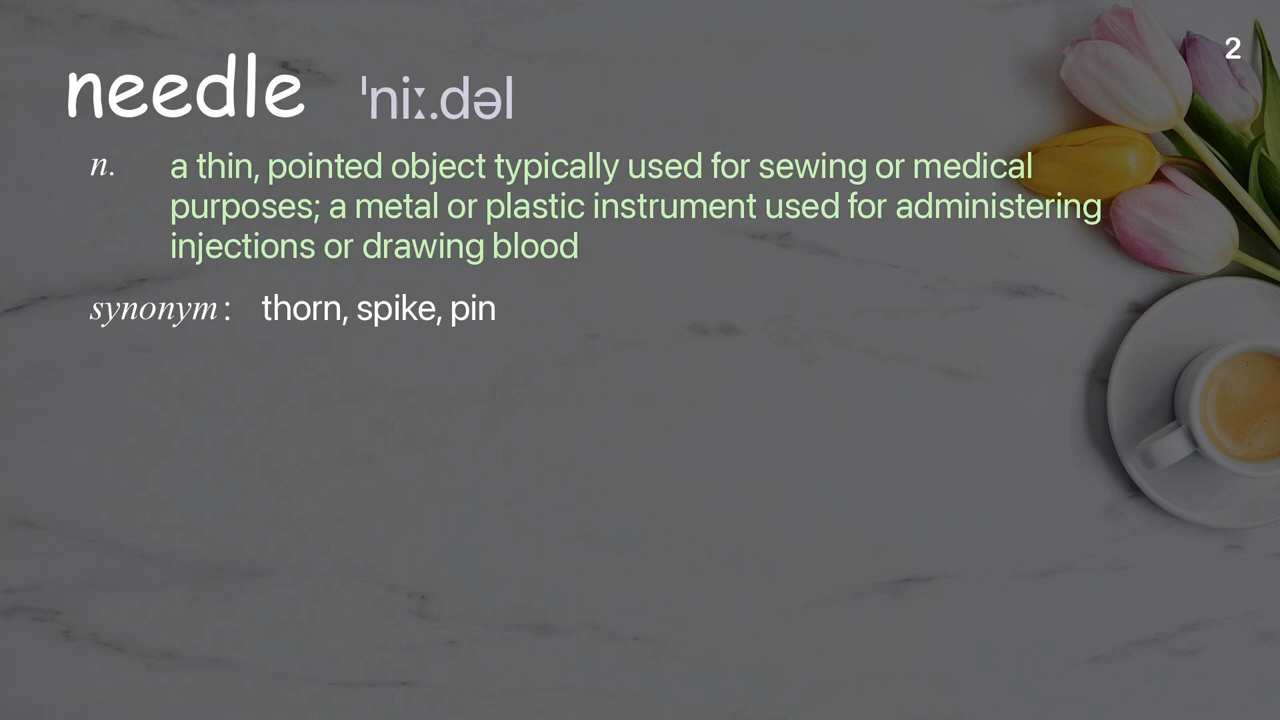 2
needle ˈniː.dəl
n. a thin, pointed object typically used for sewing or medical
purposes; a metal or plastic instrument used for administering
injections or drawing blood
synonym: thorn, spike, pin